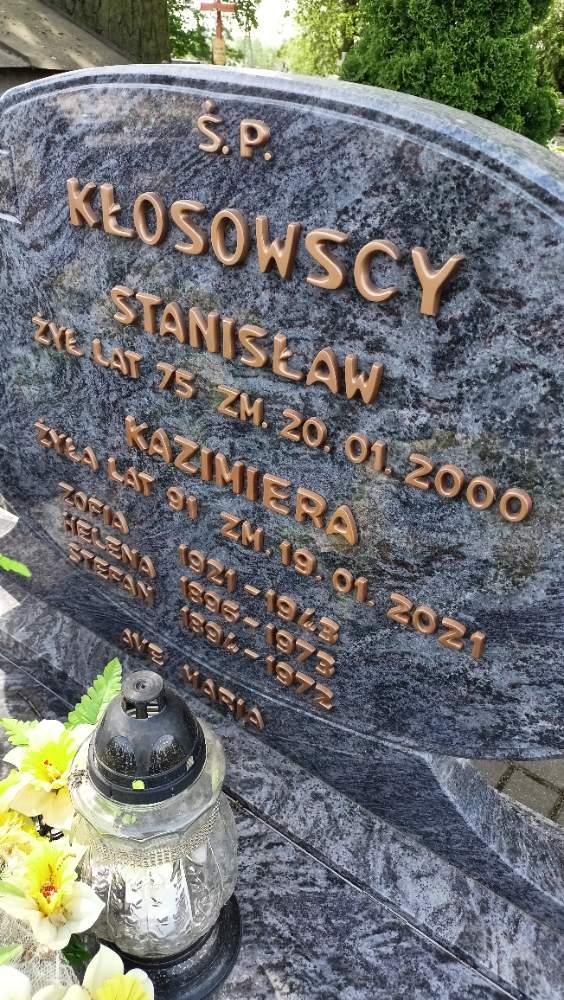 Ś.P.
KŁOSOWSCY
STANISŁAW
ŻYŁ LAT 75 ZM. 20.01.2000
KAZIMIERA
ŻYŁA LAT 91 ZM. 19.01.2021
ZOFIA 1921-1943
HELENA 1896-1973
STEFAN 1894-1972
AVE MARIA